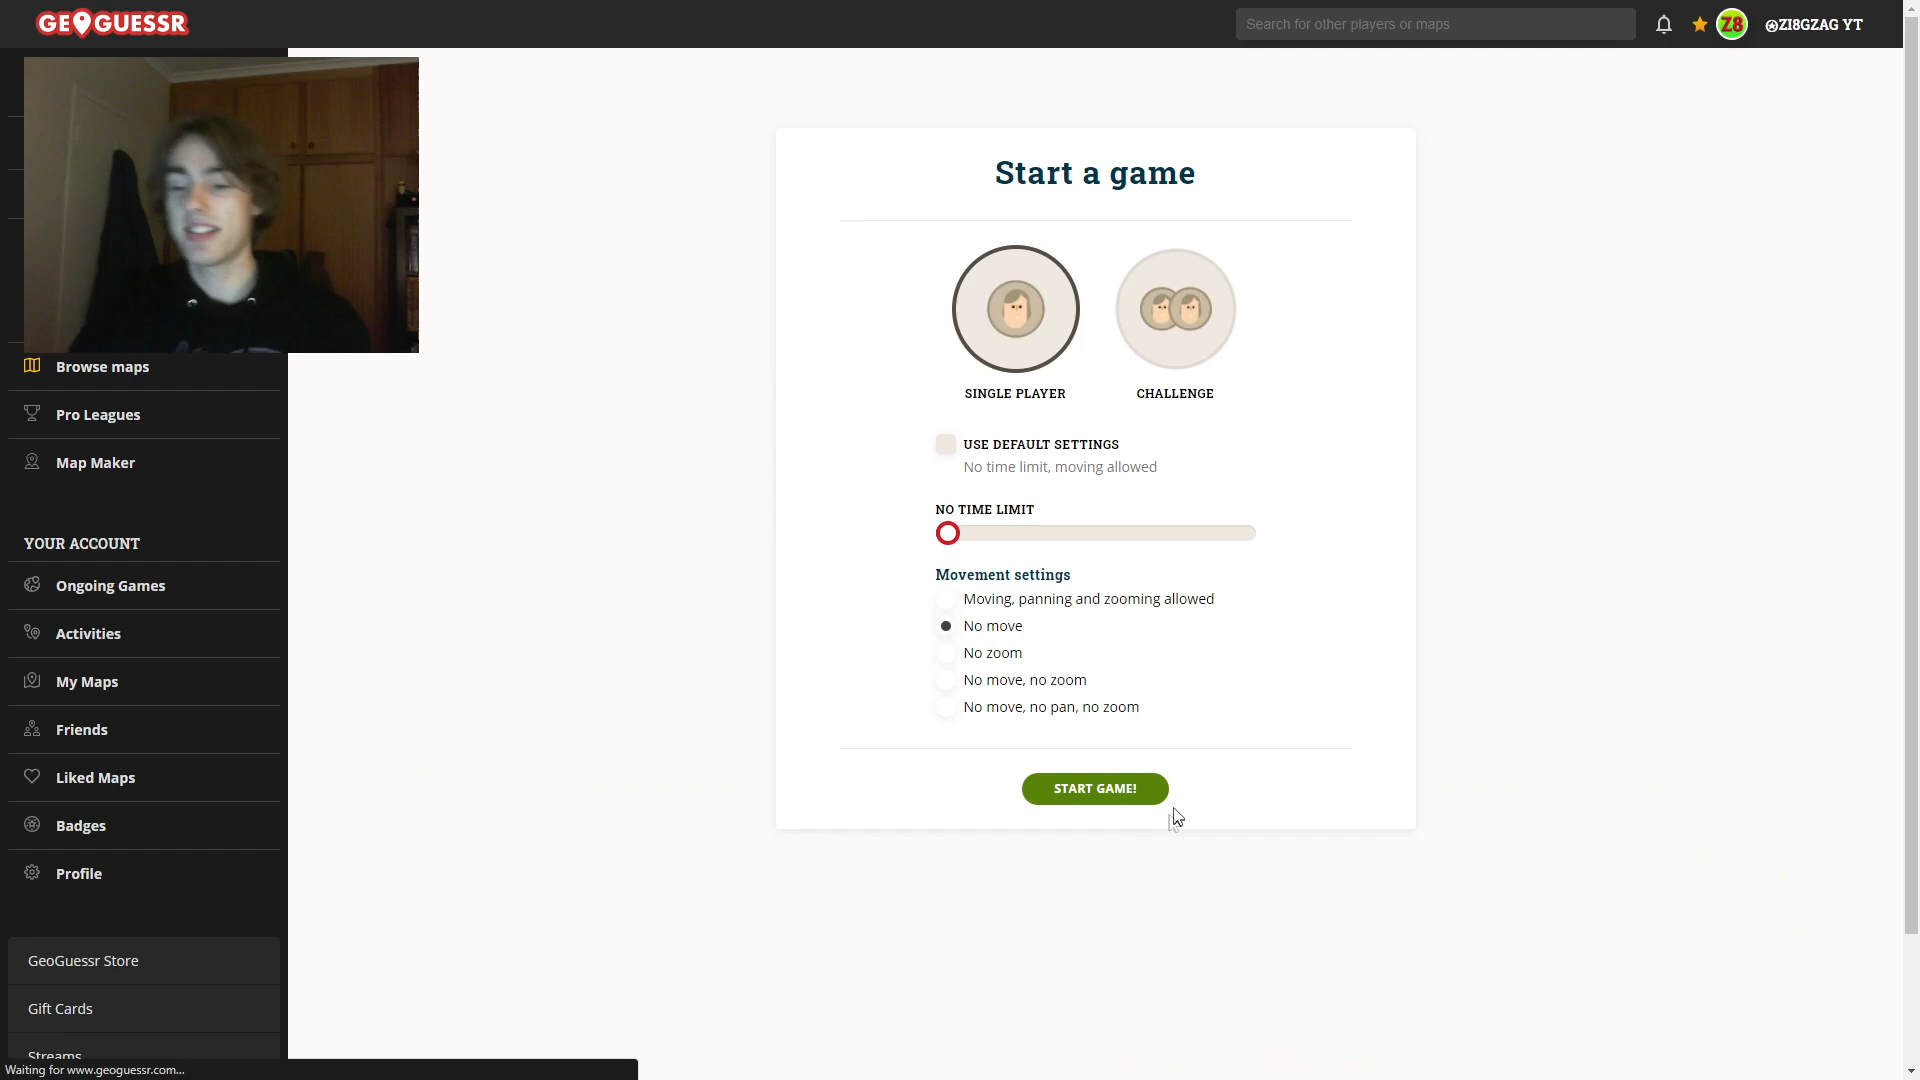 GEOGUESSR
Search for other players or maps
Z8
@ZI8GZAG YT
Browse maps
Pro Leagues
Map Maker
YOUR ACCOUNT
Ongoing Games
Activities
My Maps
Friends
Liked Maps
Badges
Profile
GeoGuessr Store
Gift Cards
Streams
Waiting for www.geoguessr.com...
Start a game
SINGLE PLAYER
CHALLENGE
USE DEFAULT SETTINGS
No time limit, moving allowed
NO TIME LIMIT
Movement settings
Moving, panning and zooming allowed
No move
No zoom
No move, no zoom
No move, no pan, no zoom
START GAME!